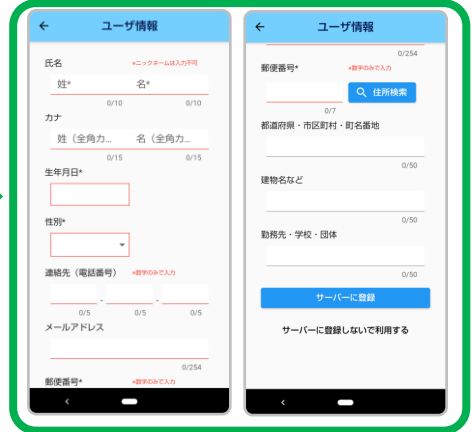 ユーザ情報
氏名 *ニックネームは入力不可
姓* 名*
0/10 0/10
カナ
姓（全角カ... 名（全角カ...
0/15 0/15
生年月日*
性別*
連絡先（電話番号） *数字のみで入力
- -
0/5 0/5 0/5
メールアドレス
0/254
郵便番号* *数字のみで入力
ユーザ情報
0/254
郵便番号* *数字のみで入力
住所検索
0/7
都道府県・市区町村・町名番地
0/50
建物名など
0/50
勤務先・学校・団体
0/50
サーバーに登録
サーバーに登録しないで利用する